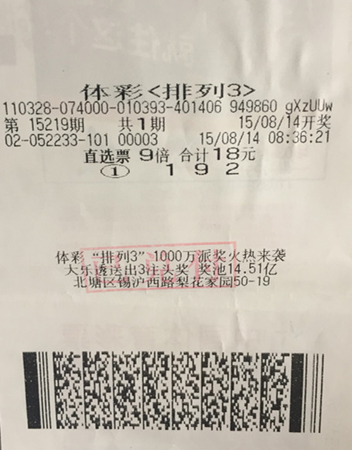 体彩<排列3>
110328-074000-010393-401406 949860 gXzUUw
第 15219期 共1期 15/08/14开奖
02-052233-101 00003 15/08/14 08:36:21
直选票 9倍 合计18元
① 1 9 2
体彩“排列3”1000万派奖火热来袭
大乐透送出3注头奖 奖池14.51亿
北塘区锡沪西路梨花家园50-19